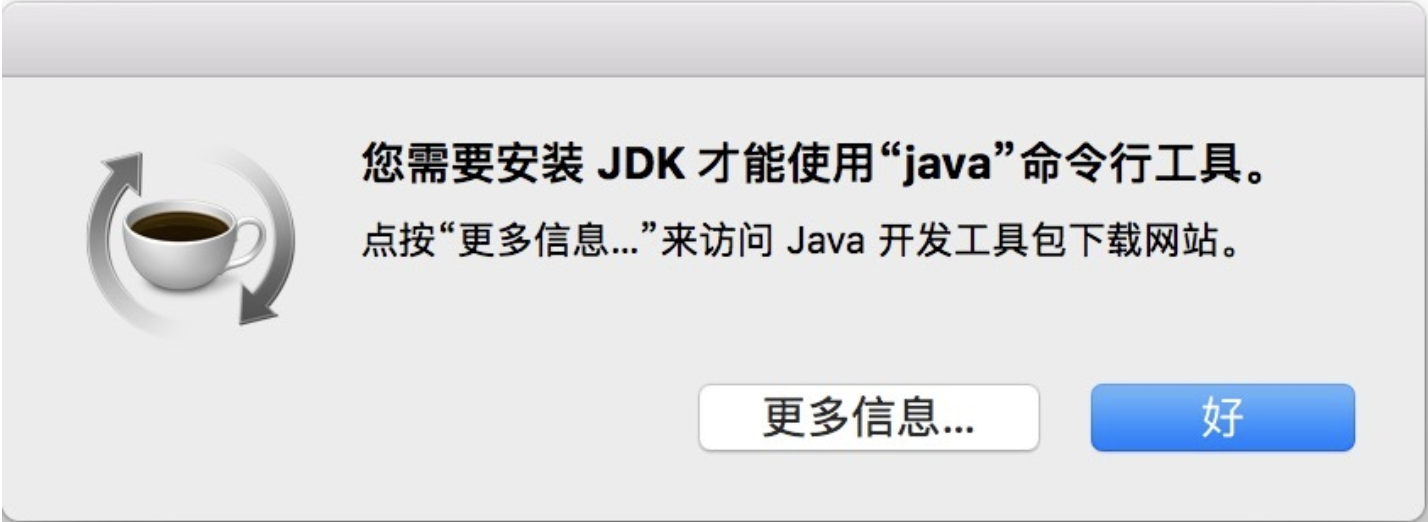 您需要安装 JDK 才能使用“java”命令行工具。
点按“更多信息...”来访问 Java 开发工具包下载网站。
更多信息...
好